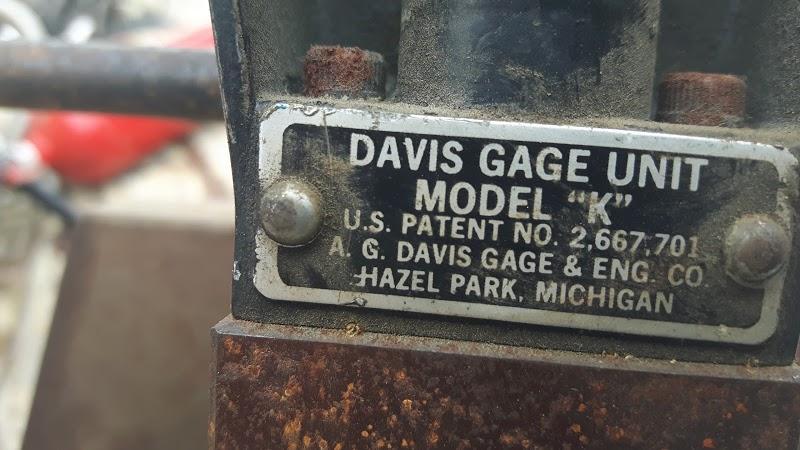 DAVIS GAGE UNIT
MODEL "K"
U.S. PATENT NO. 2,667,701
A. G. DAVIS GAGE & ENG. CO.
HAZEL PARK, MICHIGAN